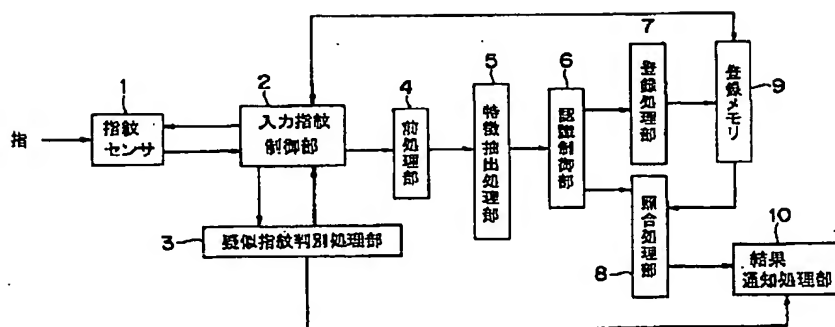 指
1
指紋
センサ
2
入力指紋
制御部
3
疑似指紋判別処理部
4
前処理部
5
特徴抽出処理部
6
認識制御部
7
登録処理部
8
照合処理部
9
登録メモリ
10
結果
通知処理部